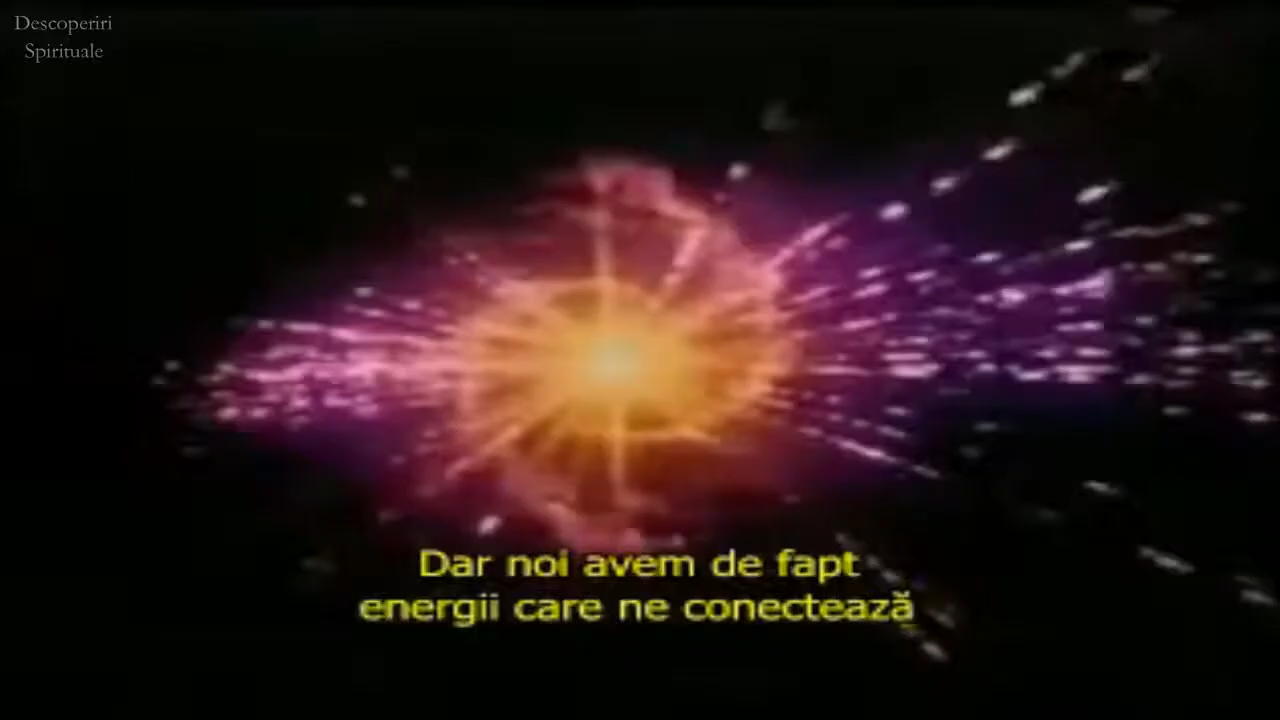 Descoperiri
Spirituale
Dar noi avem de fapt
energii care ne conectează